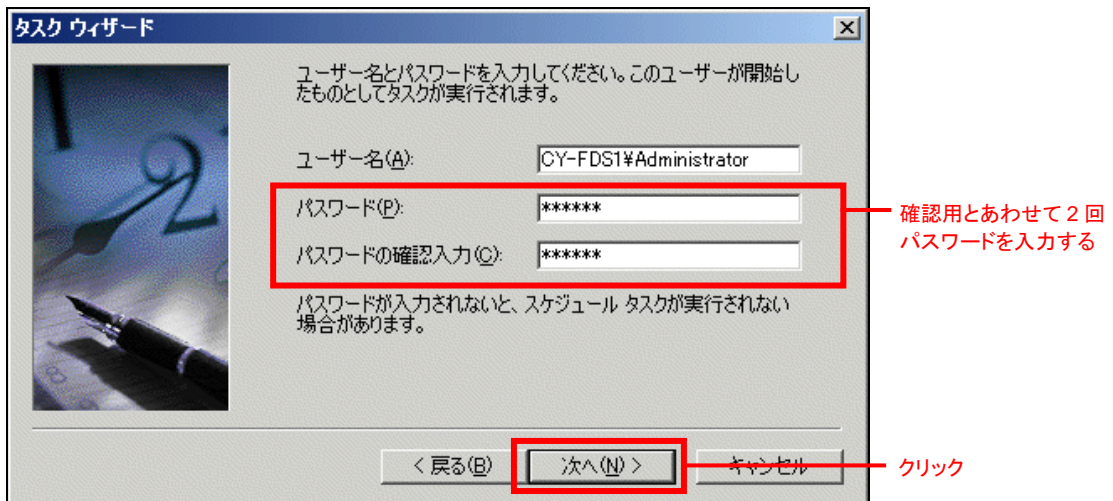 タスク ウィザード
ユーザー名とパスワードを入力してください。このユーザーが開始し
たものとしてタスクが実行されます。
ユーザー名(A):
CY-FDS1¥Administrator
パスワード(P):
******
パスワードの確認入力(C):
******
確認用とあわせて2回
パスワードを入力する
パスワードが入力されないと、スケジュール タスクが実行されない
場合があります。
< 戻る(B)
次へ(N) >
キャンセル
クリック